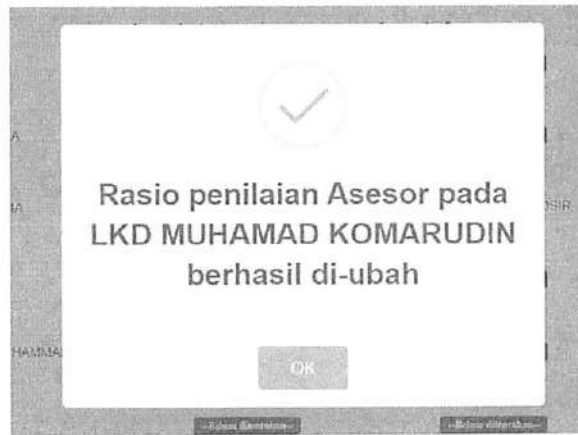 Rasio penilaian Asesor pada
LKD MUHAMAD KOMARUDIN
berhasil di-ubah
OK